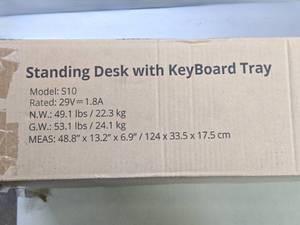 Standing Desk with KeyBoard Tray
Model: S10
Rated: 29V⎓1.8A
N.W.: 49.1 lbs / 22.3 kg
G.W.: 53.1 lbs / 24.1 kg
MEAS: 48.8" x 13.2" x 6.9" / 124 x 33.5 x 17.5 cm